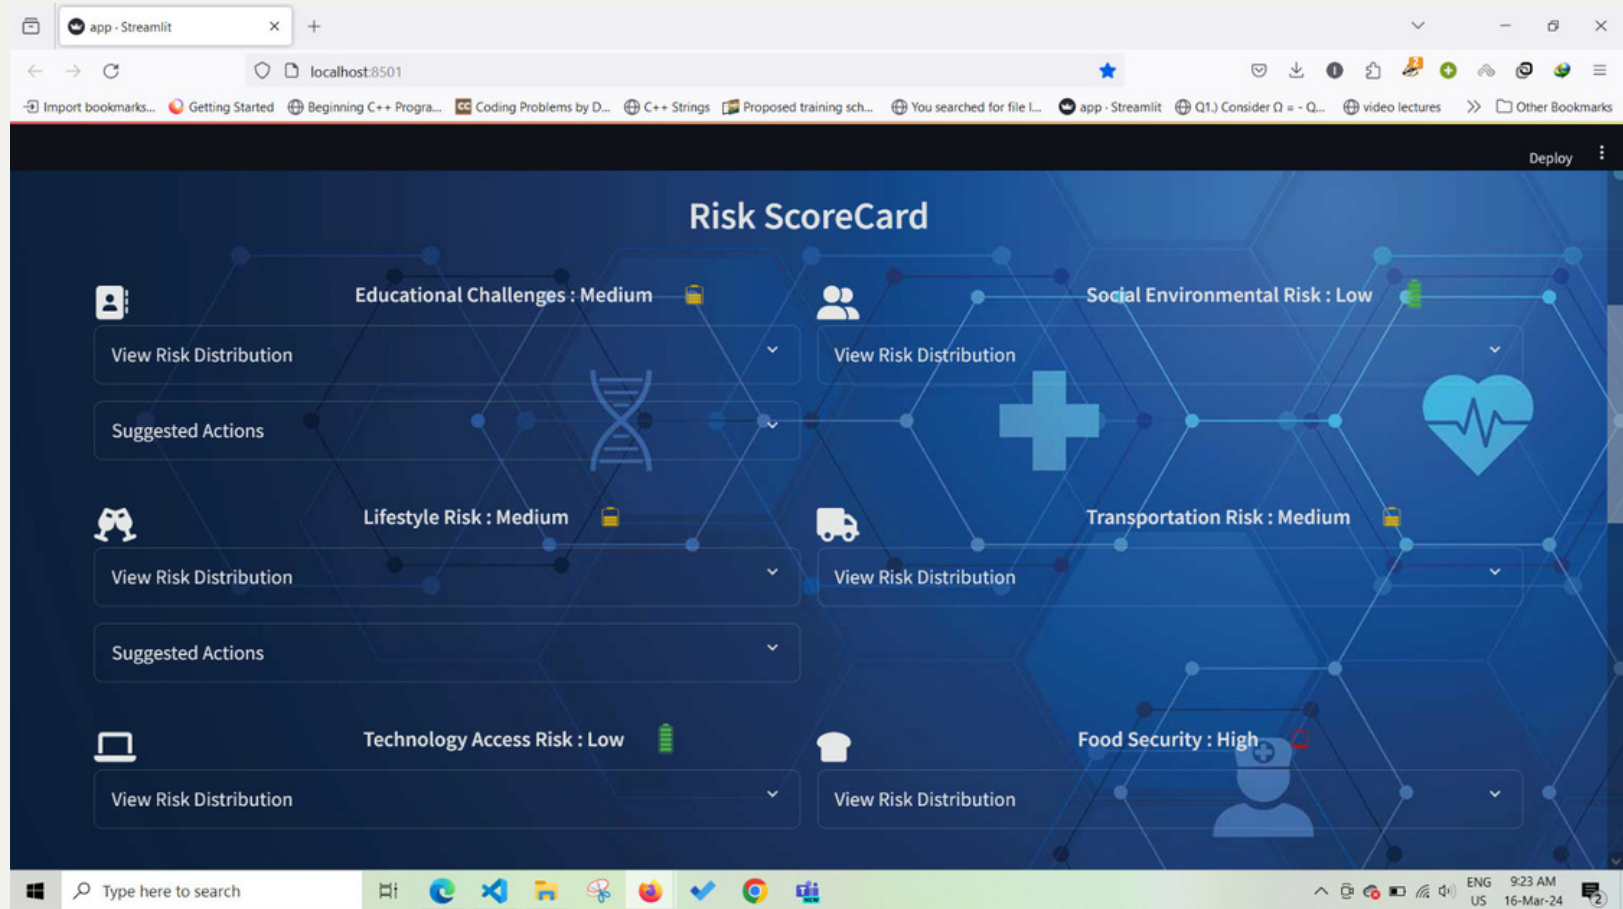 app - Streamlit
localhost:8501
Import bookmarks... Getting Started Beginning C++ Progra... CC Coding Problems by D... C++ Strings Proposed training sch... You searched for file l... app - Streamlit Q1.) Consider Ω = - Q... video lectures Other Bookmarks
Deploy
Risk ScoreCard
Educational Challenges : Medium
View Risk Distribution
Suggested Actions
Social Environmental Risk : Low
View Risk Distribution
Lifestyle Risk : Medium
View Risk Distribution
Suggested Actions
Transportation Risk : Medium
View Risk Distribution
Technology Access Risk : Low
View Risk Distribution
Food Security : High
View Risk Distribution
Type here to search
ENG
US
9:23 AM
16-Mar-24
2